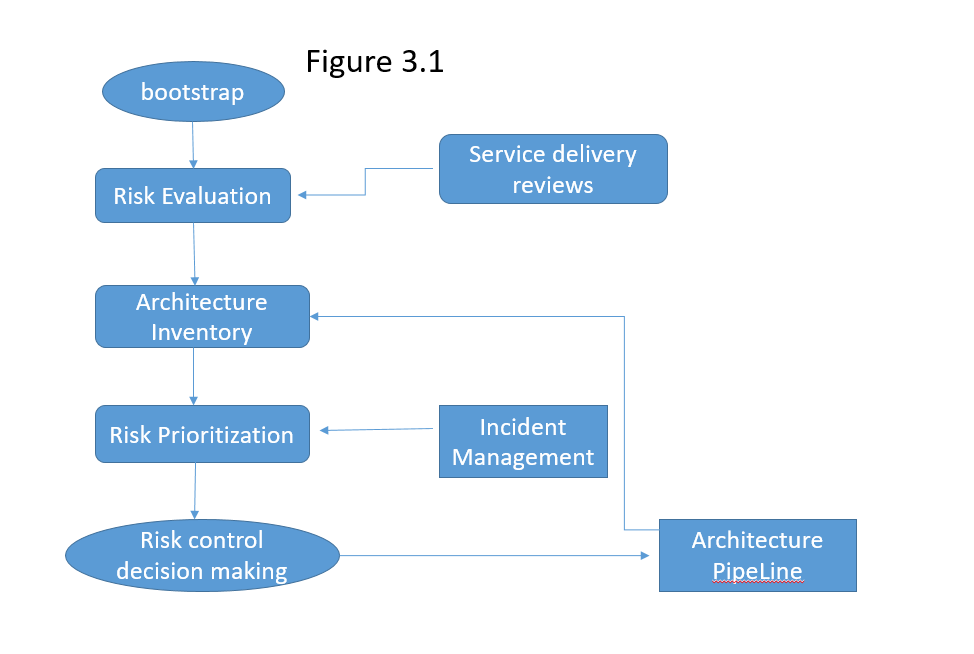 Figure 3.1
bootstrap
Service delivery
reviews
Risk Evaluation
Architecture
Inventory
Risk Prioritization
Incident
Management
Risk control
decision making
Architecture
PipeLine